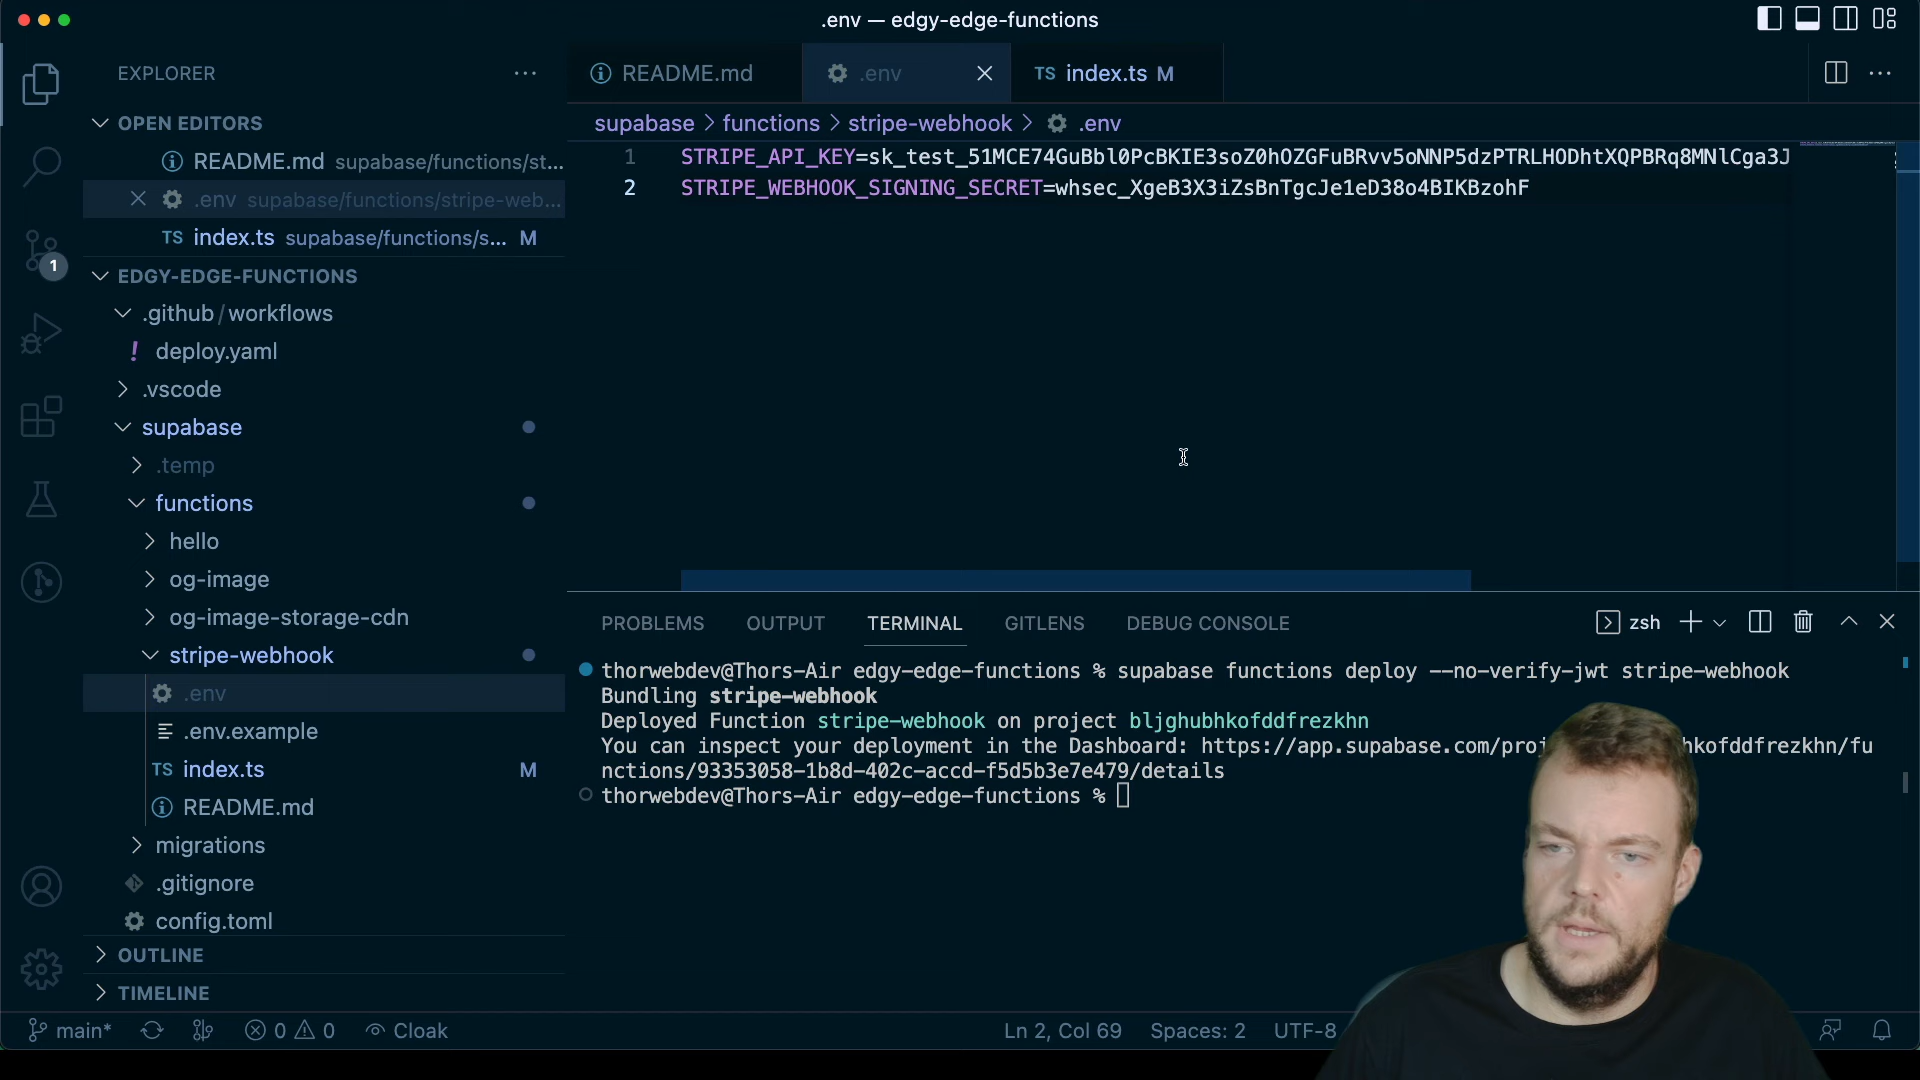 .env — edgy-edge-functions
EXPLORER
OPEN EDITORS
README.md supabase/functions/st...
.env supabase/functions/stripe-web...
TS index.ts supabase/functions/s... M
1
EDGY-EDGE-FUNCTIONS
.github / workflows
! deploy.yaml
.vscode
supabase
.temp
functions
hello
og-image
og-image-storage-cdn
stripe-webhook
.env
.env.example
TS index.ts M
README.md
migrations
.gitignore
config.toml
OUTLINE
TIMELINE
README.md
.env
TS index.ts M
supabase > functions > stripe-webhook > .env
1 STRIPE_API_KEY=sk_test_51MCE74GuBbl0PcBKIE3soZ0hOZGFuBRvv5oNNP5dzPTRLHODhtXQPBRq8MNlCga3J
2 STRIPE_WEBHOOK_SIGNING_SECRET=whsec_XgeB3X3iZsBnTgcJe1eD38o4BIKBzohF
PROBLEMS OUTPUT TERMINAL GITLENS DEBUG CONSOLE
zsh
thorwebdev@Thors-Air edgy-edge-functions % supabase functions deploy --no-verify-jwt stripe-webhook
Bundling stripe-webhook
Deployed Function stripe-webhook on project bljghubhkofddfrezkhn
You can inspect your deployment in the Dashboard: https://app.supabase.com/proj hkofddfrezkhn/fu
nctions/93353058-1b8d-402c-accd-f5d5b3e7e479/details
thorwebdev@Thors-Air edgy-edge-functions %
main* 0 0 Cloak
Ln 2, Col 69 Spaces: 2 UTF-8